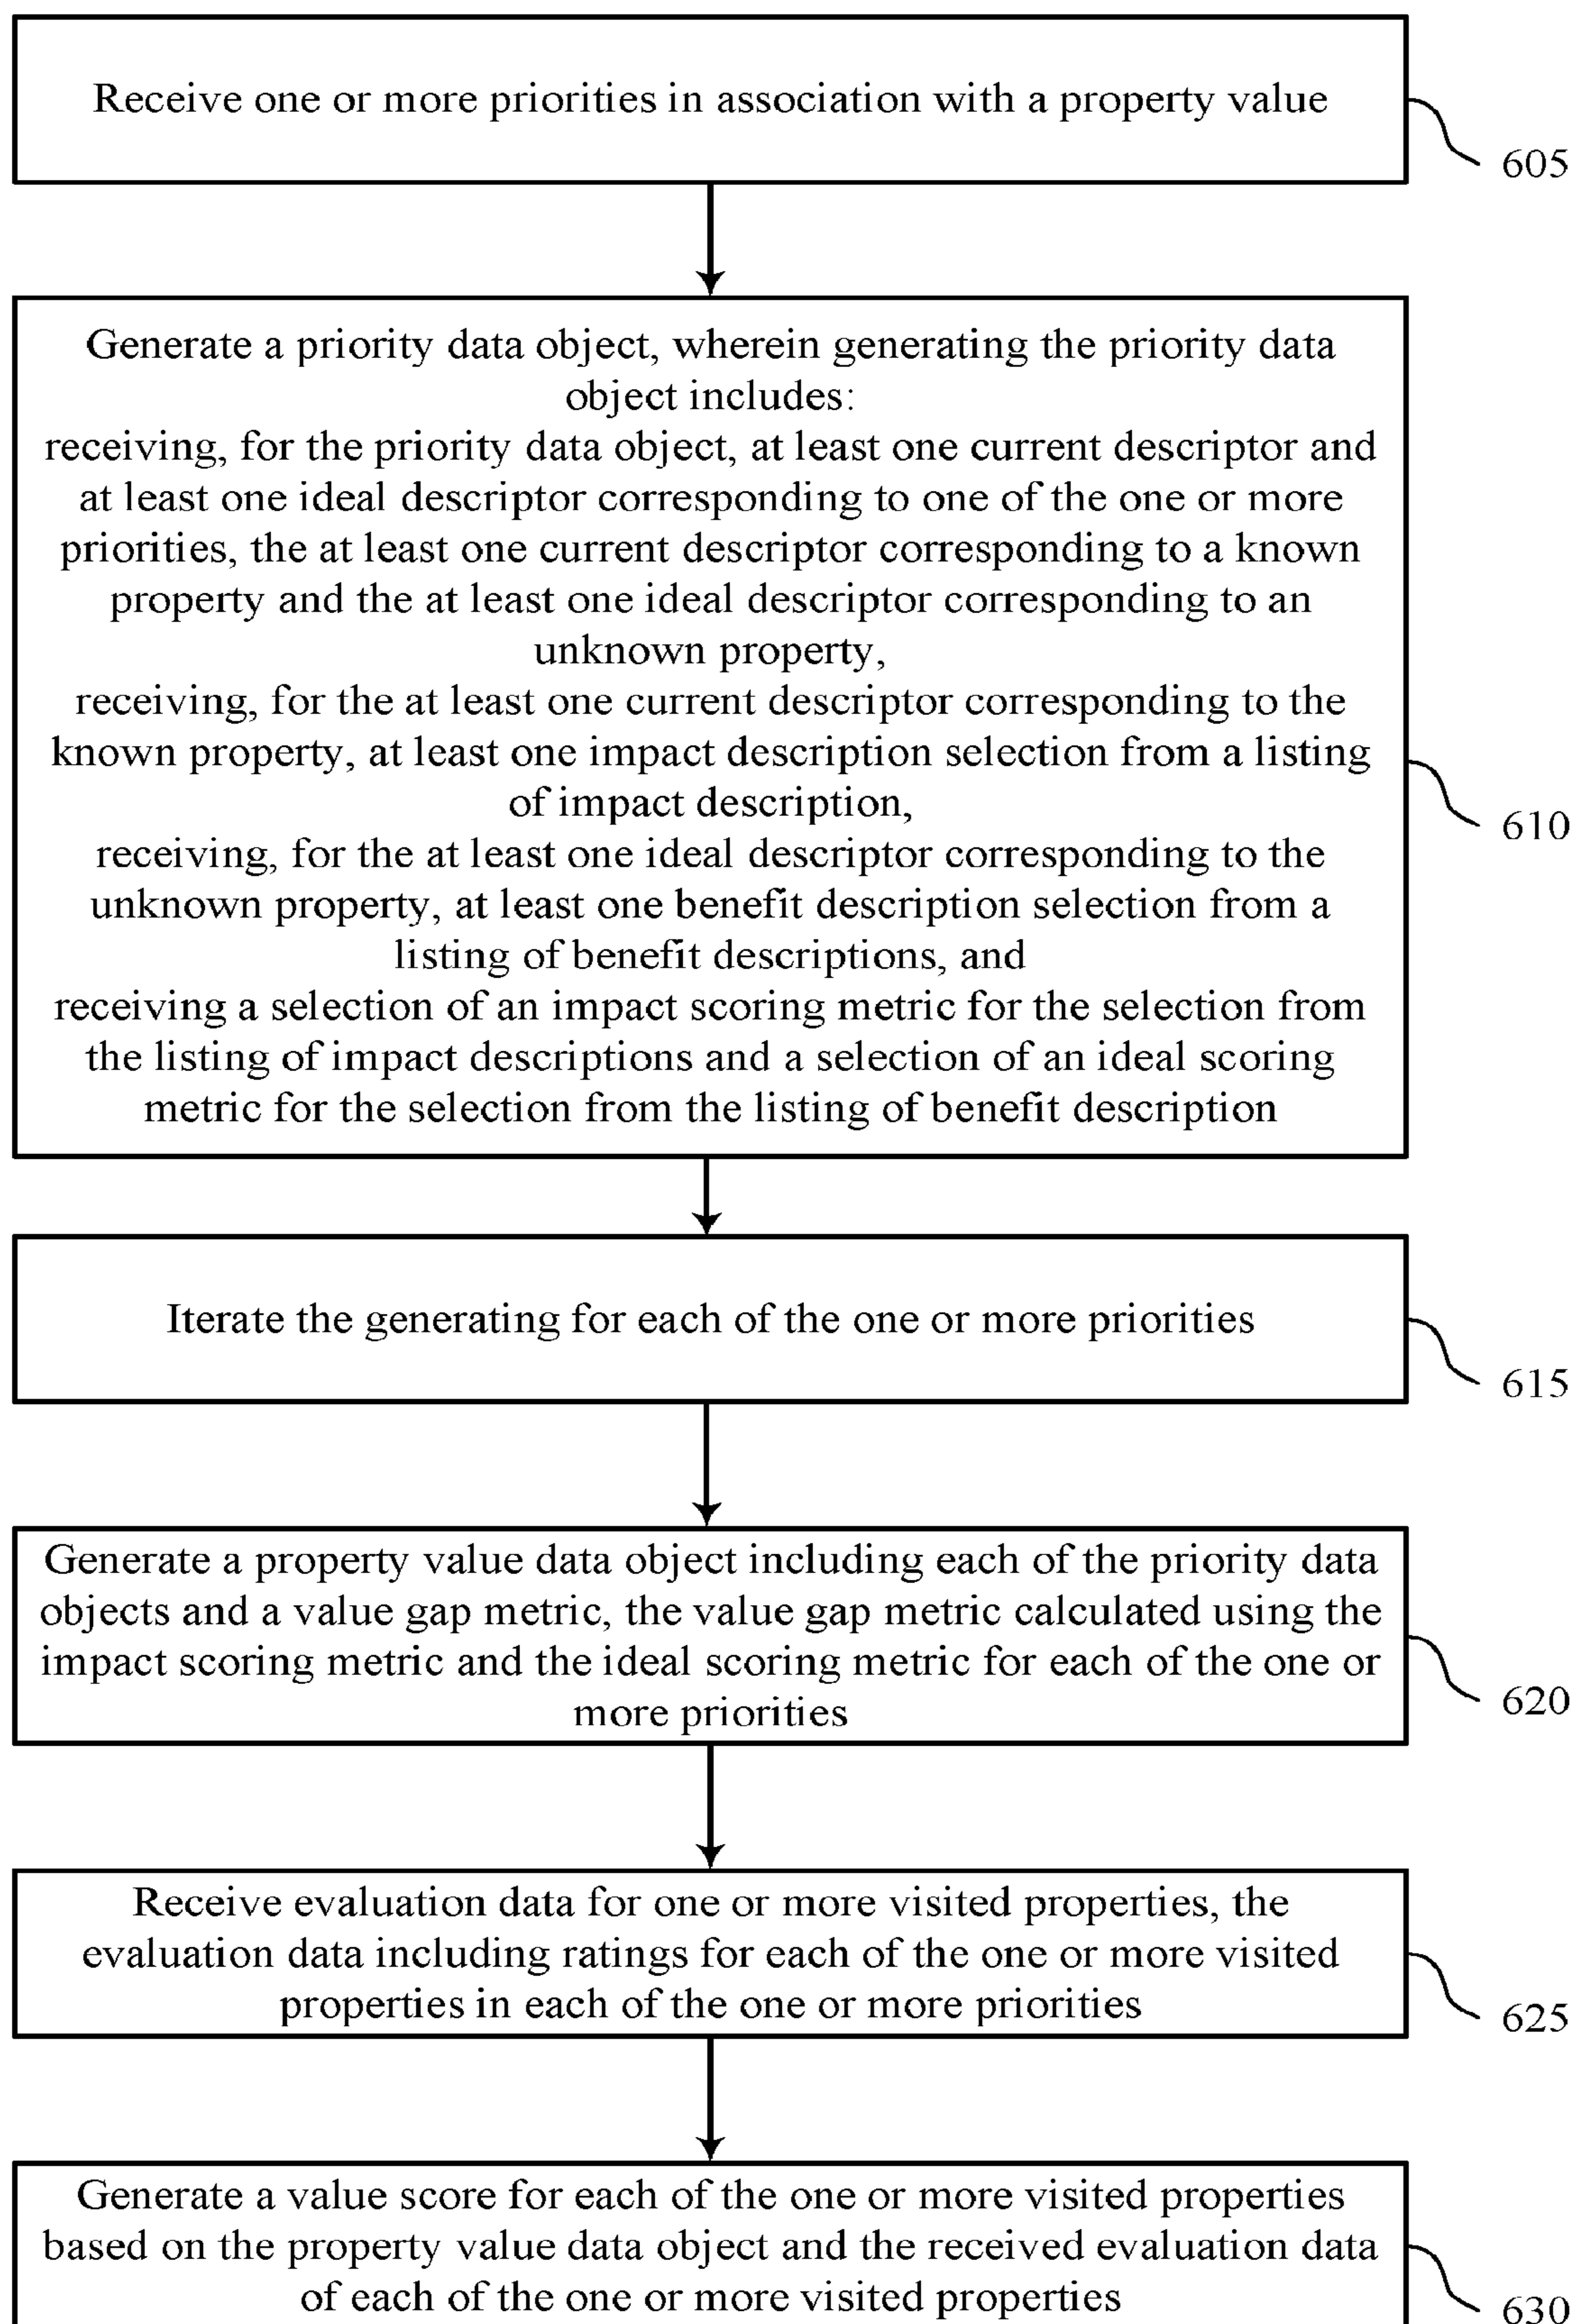 Receive one or more priorities in association with a property value
605
Generate a priority data object, wherein generating the priority data
object includes:
receiving, for the priority data object, at least one current descriptor and
at least one ideal descriptor corresponding to one of the one or more
priorities, the at least one current descriptor corresponding to a known
property and the at least one ideal descriptor corresponding to an
unknown property,
receiving, for the at least one current descriptor corresponding to the
known property, at least one impact description selection from a listing
of impact description,
receiving, for the at least one ideal descriptor corresponding to the
unknown property, at least one benefit description selection from a
listing of benefit descriptions, and
receiving a selection of an impact scoring metric for the selection from
the listing of impact descriptions and a selection of an ideal scoring
metric for the selection from the listing of benefit description
610
Iterate the generating for each of the one or more priorities
615
Generate a property value data object including each of the priority data
objects and a value gap metric, the value gap metric calculated using the
impact scoring metric and the ideal scoring metric for each of the one or
more priorities
620
Receive evaluation data for one or more visited properties, the
evaluation data including ratings for each of the one or more visited
properties in each of the one or more priorities
625
Generate a value score for each of the one or more visited properties
based on the property value data object and the received evaluation data
of each of the one or more visited properties
630